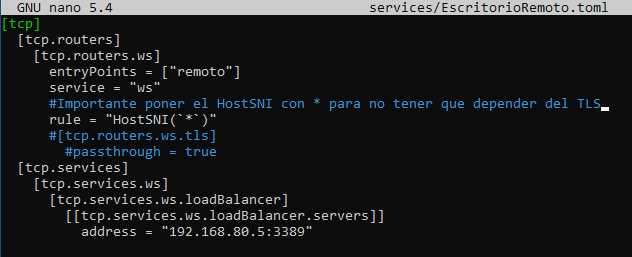 GNU nano 5.4 services/EscritorioRemoto.toml
[tcp]
  [tcp.routers]
    [tcp.routers.ws]
      entryPoints = ["remoto"]
      service = "ws"
      #Importante poner el HostSNI con * para no tener que depender del TLS
      rule = "HostSNI(`*`)"
      #[tcp.routers.ws.tls]
        #passthrough = true
  [tcp.services]
    [tcp.services.ws]
      [tcp.services.ws.loadBalancer]
        [[tcp.services.ws.loadBalancer.servers]]
          address = "192.168.80.5:3389"